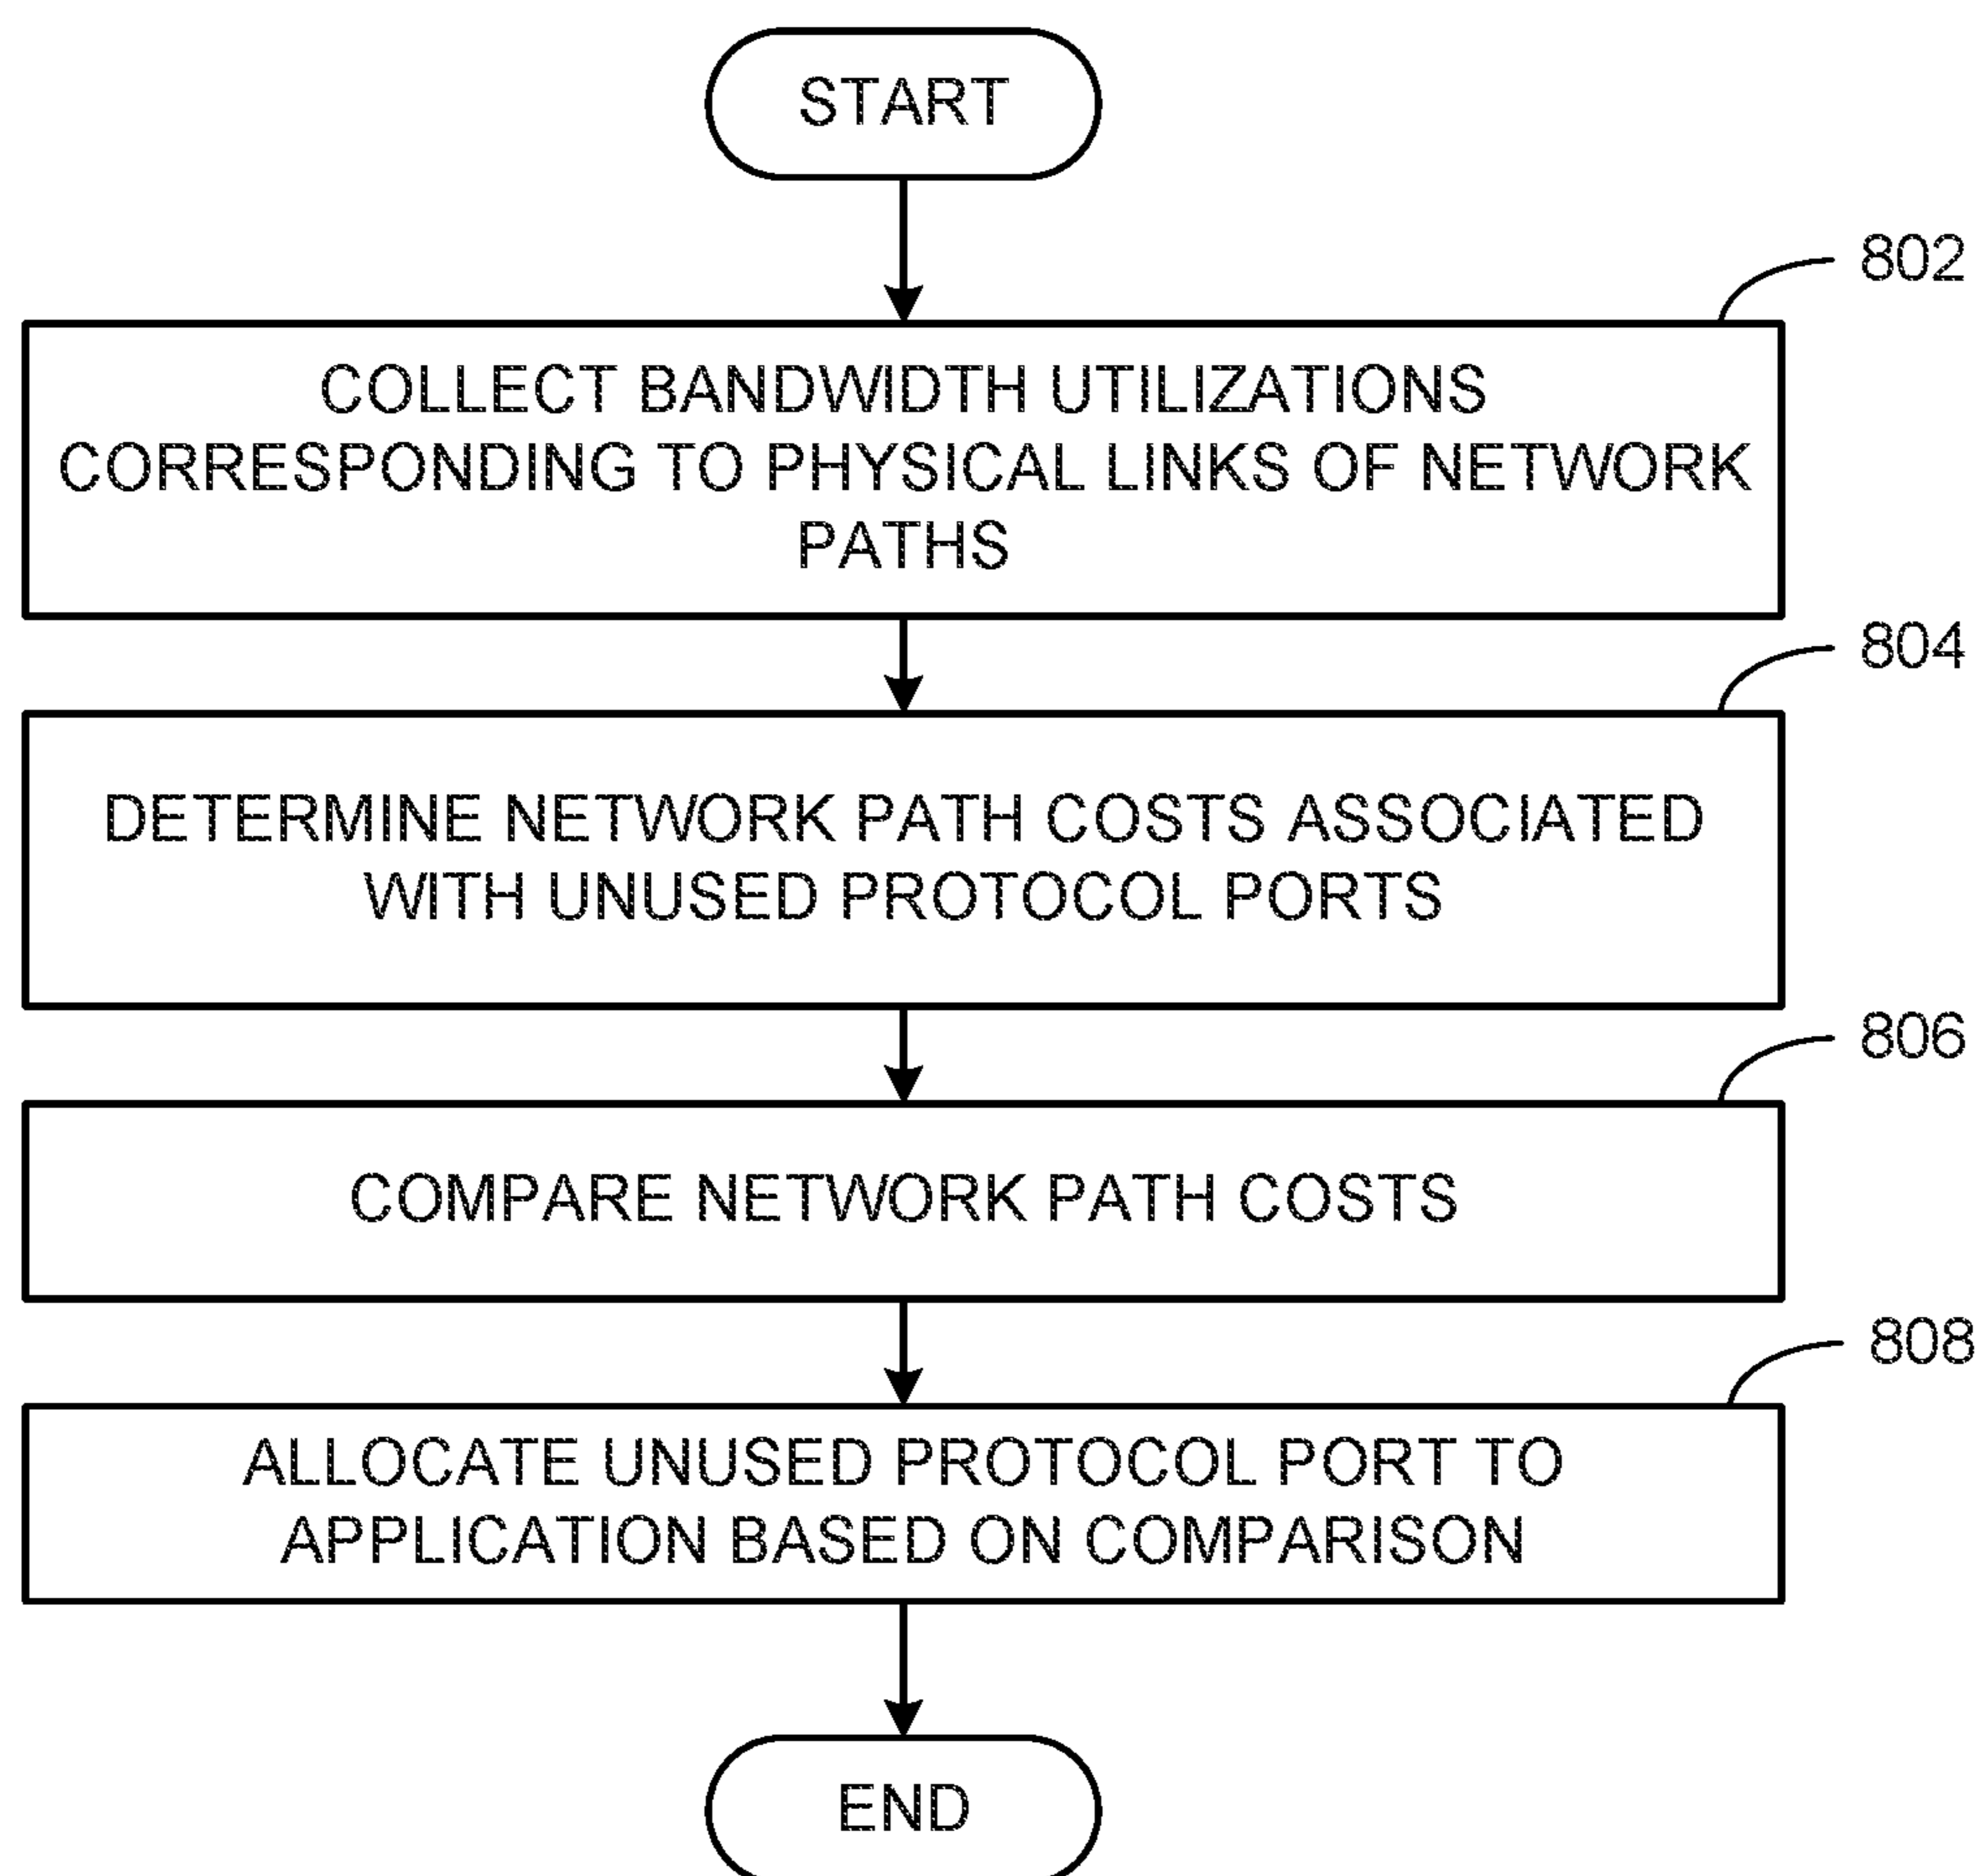 START
802
COLLECT BANDWIDTH UTILIZATIONS
CORRESPONDING TO PHYSICAL LINKS OF NETWORK
PATHS
804
DETERMINE NETWORK PATH COSTS ASSOCIATED
WITH UNUSED PROTOCOL PORTS
806
COMPARE NETWORK PATH COSTS
808
ALLOCATE UNUSED PROTOCOL PORT TO
APPLICATION BASED ON COMPARISON
END